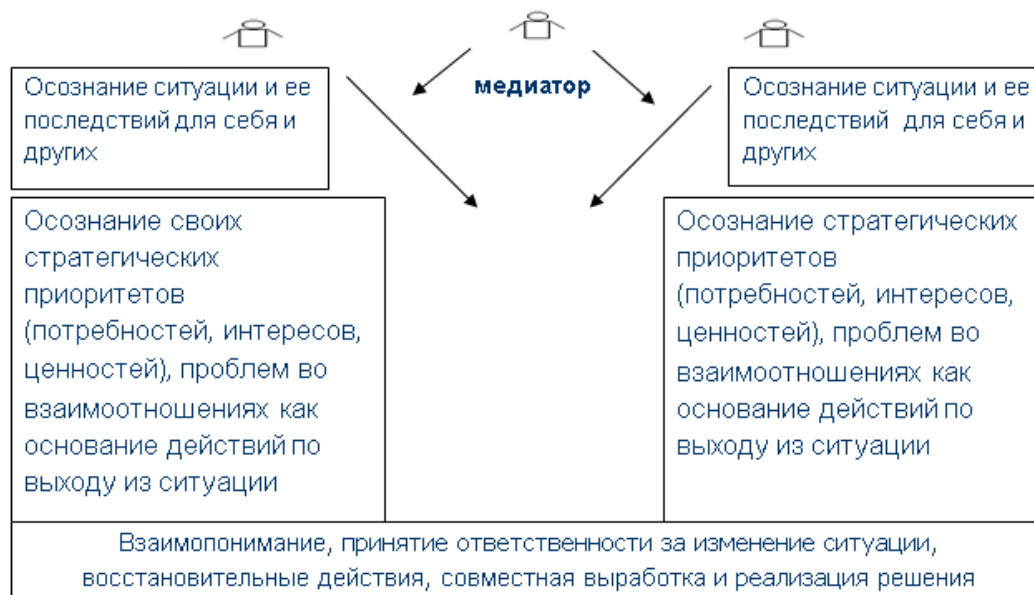 медиатор
Осознание ситуации и ее
последствий для себя и
других
Осознание ситуации и ее
последствий для себя и
других
Осознание своих
стратегических
приоритетов
(потребностей, интересов,
ценностей), проблем во
взаимоотношениях как
основание действий по
выходу из ситуации
Осознание стратегических
приоритетов
(потребностей, интересов,
ценностей), проблем во
взаимоотношениях как
основание действий по
выходу из ситуации
Взаимопонимание, принятие ответственности за изменение ситуации,
восстановительные действия, совместная выработка и реализация решения